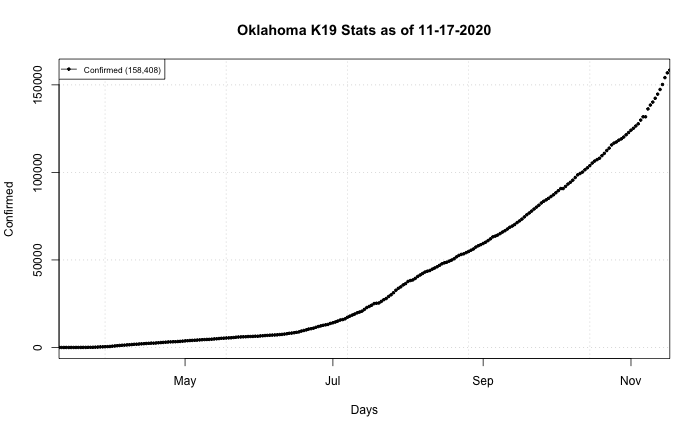 Oklahoma K19 Stats as of 11-17-2020
Confirmed (158,408)
150000
100000
50000
0
Confirmed
May Jul Sep Nov
Days